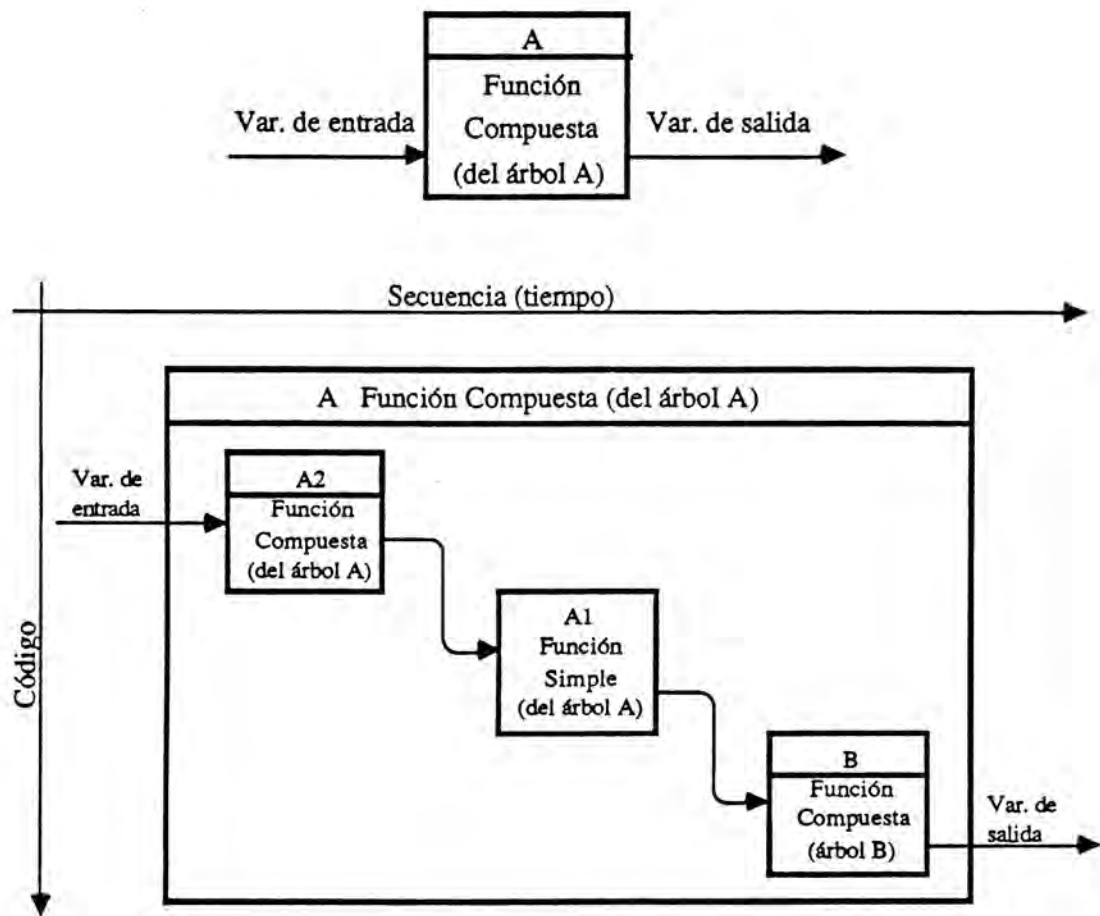 A
Función
Compuesta
(del árbol A)
Var. de entrada
Var. de salida
Secuencia (tiempo)
Código
A Función Compuesta (del árbol A)
Var. de
entrada
A2
Función
Compuesta
(del árbol A)
A1
Función
Simple
(del árbol A)
B
Función
Compuesta
(árbol B)
Var. de
salida